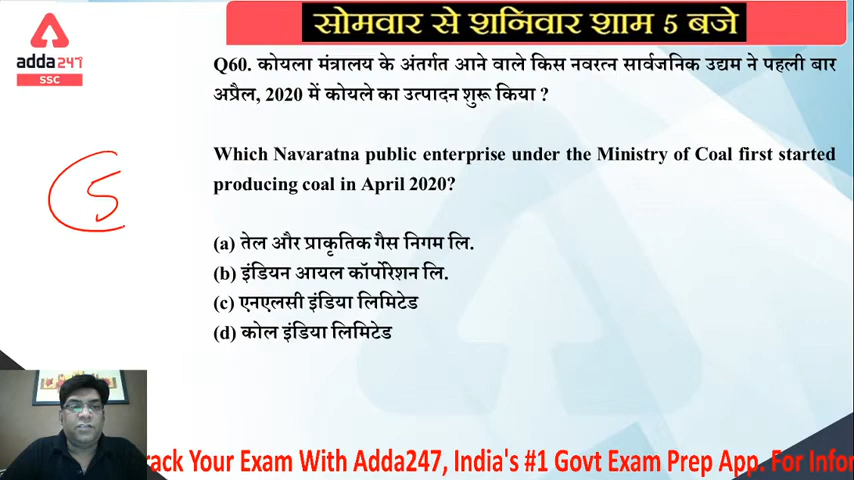 सोमवार से शनिवार शाम 5 बजे
adda247
SSC
Q60. कोयला मंत्रालय के अंतर्गत आने वाले किस नवरत्न सार्वजनिक उद्यम ने पहली बार
अप्रैल, 2020 में कोयले का उत्पादन शुरू किया ?
Which Navaratna public enterprise under the Ministry of Coal first started
producing coal in April 2020?
5
(a) तेल और प्राकृतिक गैस निगम लि.
(b) इंडियन आयल कॉर्पोरेशन लि.
(c) एनएलसी इंडिया लिमिटेड
(d) कोल इंडिया लिमिटेड
rack Your Exam With Adda247, India's #1 Govt Exam Prep App. For Infor